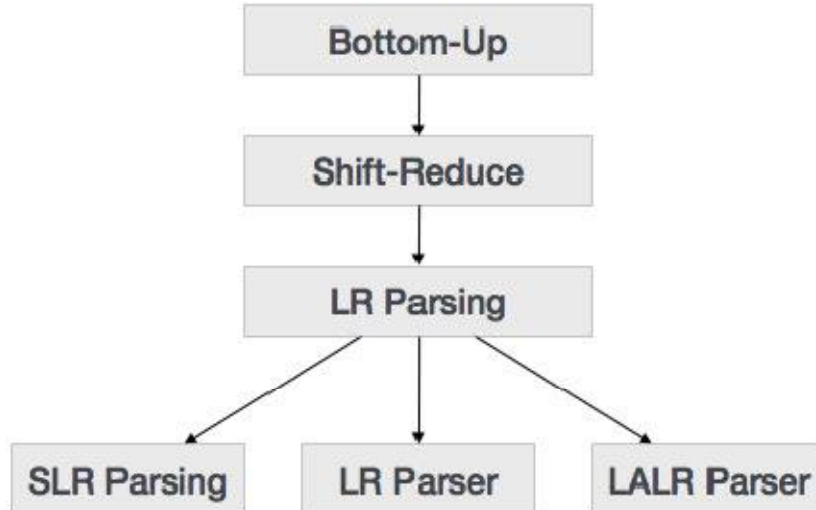 Bottom-Up
Shift-Reduce
LR Parsing
SLR Parsing
LR Parser
LALR Parser